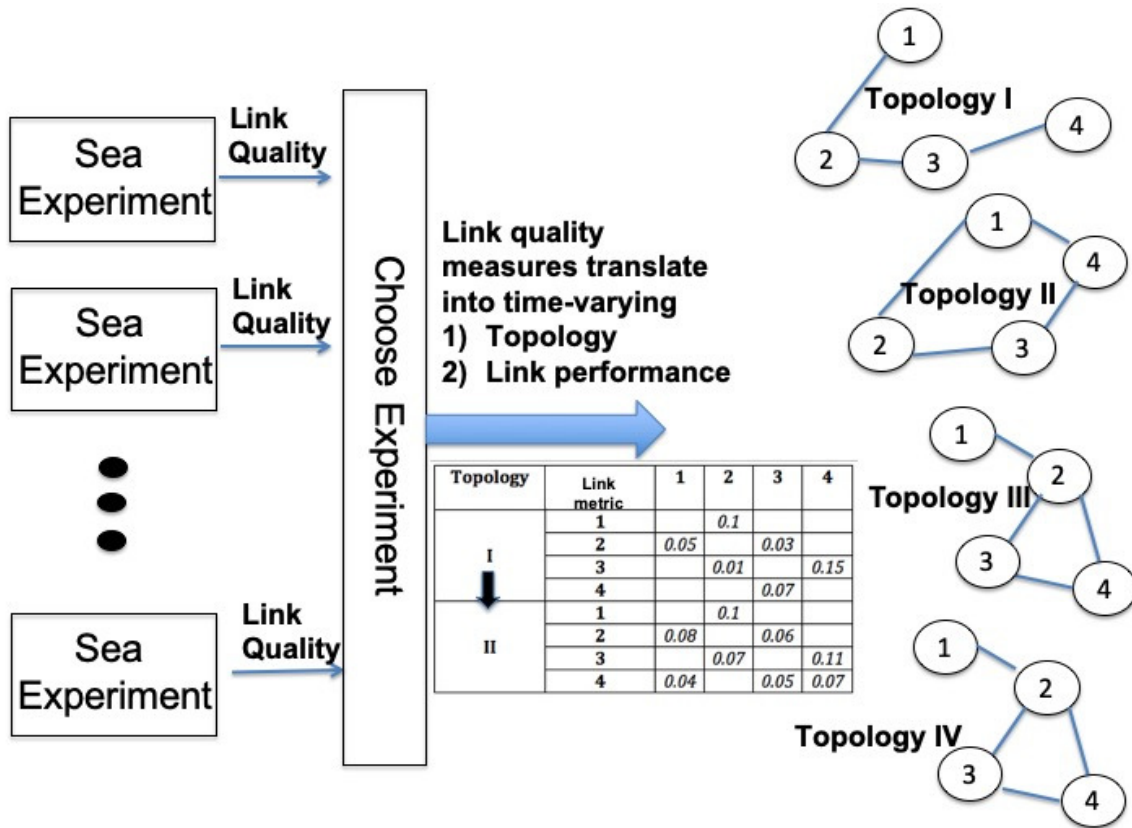 Sea
Experiment
Link
Quality
Sea
Experiment
Link
Quality
Sea
Experiment
Link
Quality
Choose Experiment
Link quality
measures translate
into time-varying
1) Topology
2) Link performance
Topology Link metric 1 2 3 4
I 1 0.1
2 0.05 0.03
3 0.01 0.15
4 0.07
II 1 0.1
2 0.08 0.06
3 0.07 0.11
4 0.04 0.05 0.07
1
Topology I
4
2
3
1
4
Topology II
2
3
1
2
Topology III
3
4
1
2
Topology IV
3
4